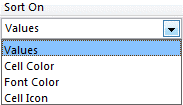 Sort On
Values
Values
Cell Color
Font Color
Cell Icon